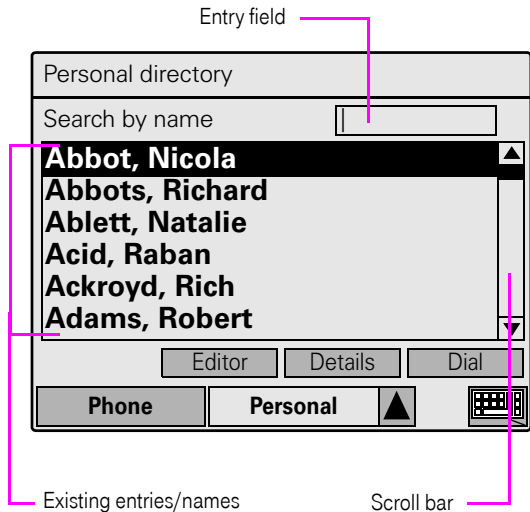 Entry field
Personal directory
Search by name
Abbot, Nicola
Abbots, Richard
Ablett, Natalie
Acid, Raban
Ackroyd, Rich
Adams, Robert
Editor Details Dial
Phone Personal
Existing entries/names Scroll bar